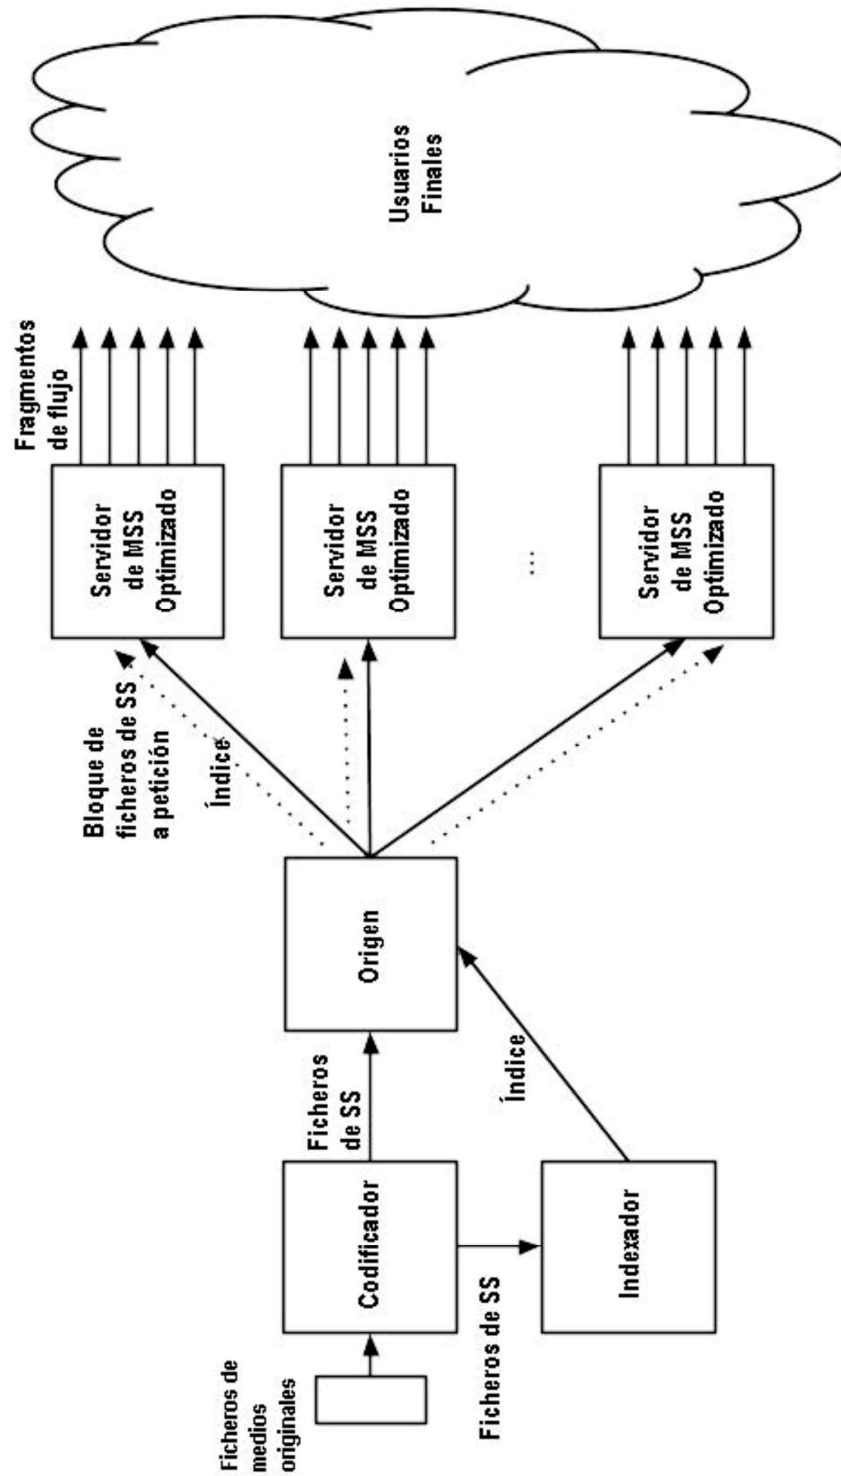 Ficheros de
medios
originales
Codificador
Ficheros
de SS
Ficheros de SS
Indexador
Índice
Origen
Bloque de
ficheros de SS
a petición
Índice
Servidor
de MSS
Optimizado
Servidor
de MSS
Optimizado
...
Servidor
de MSS
Optimizado
Fragmentos
de flujo
Usuarios
Finales